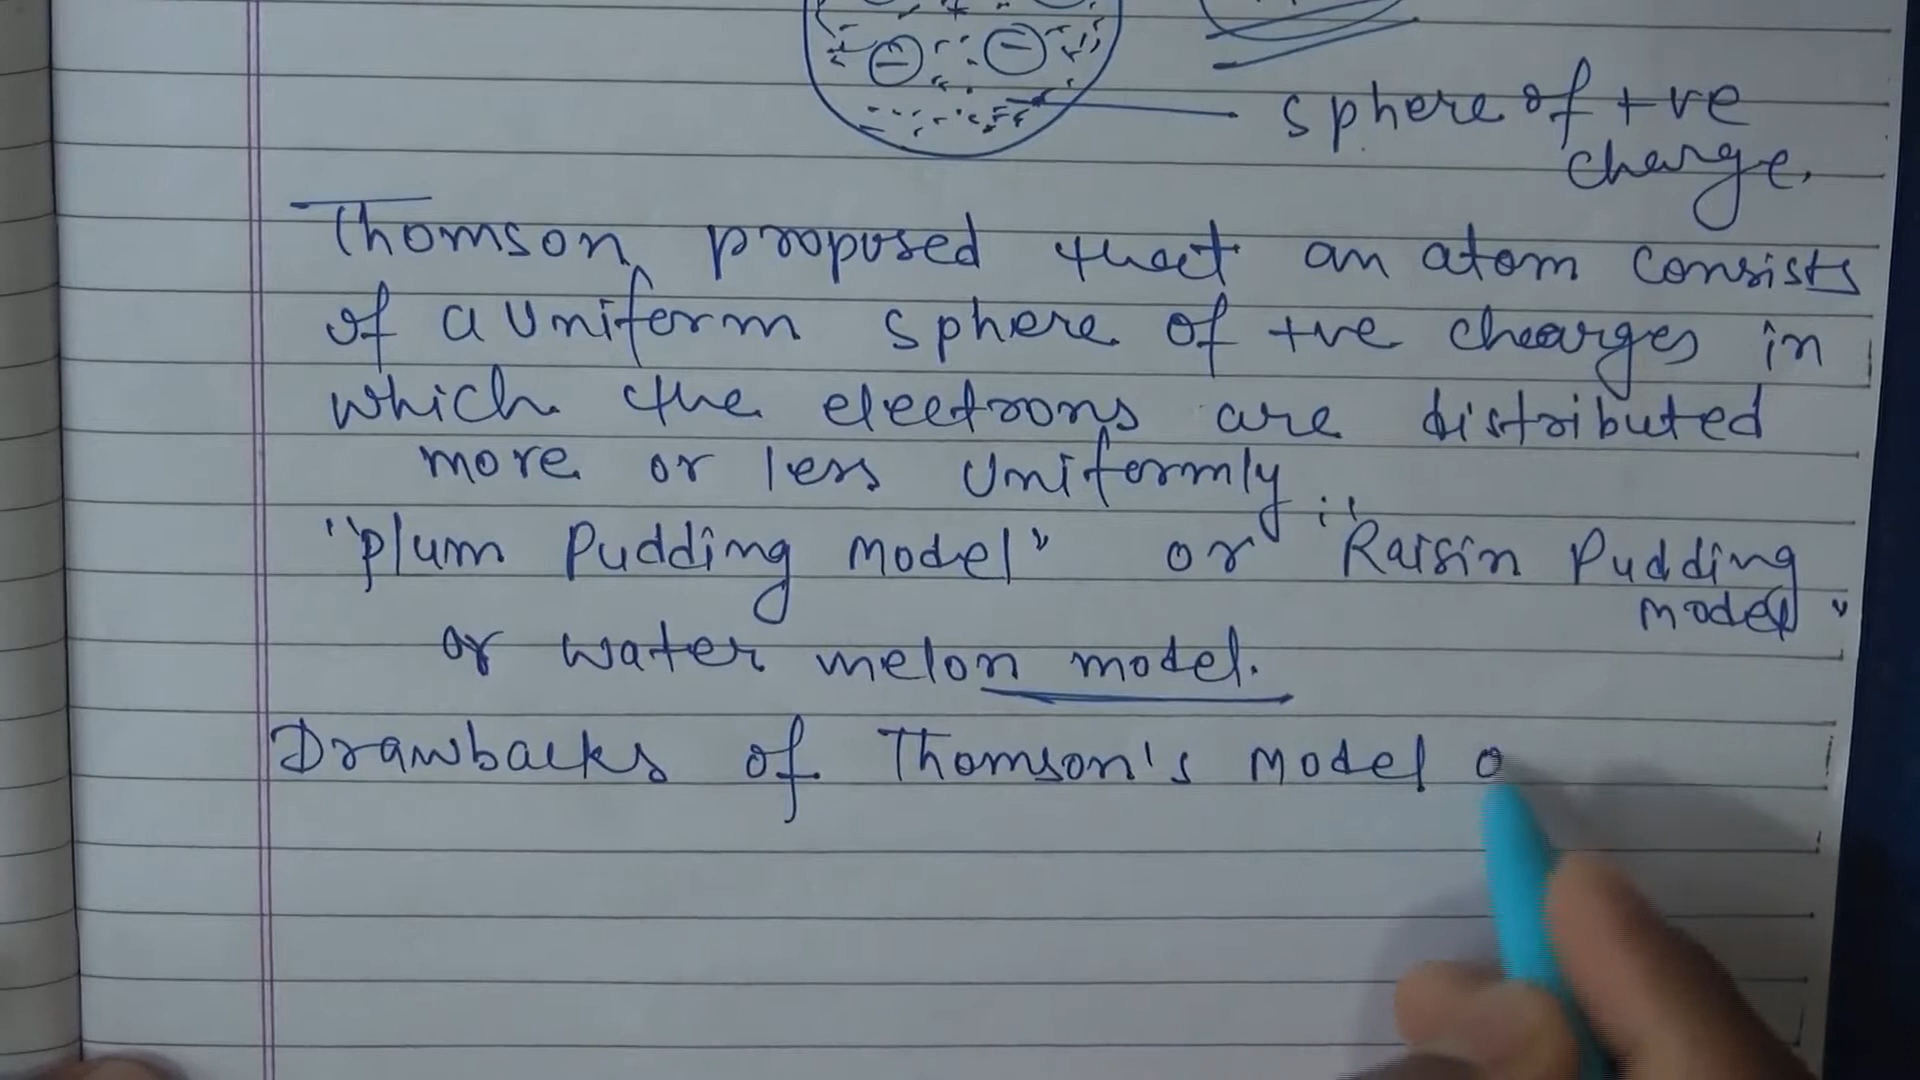 sphere of +ve
charge.
Thomson proposed that an atom consists
of a uniform sphere of +ve charges in
which the electrons are distributed
more or less uniformly.
"Plum Pudding Model" or "Raisin Pudding
Model"
or water melon model.
Drawbacks of Thomson's Model o